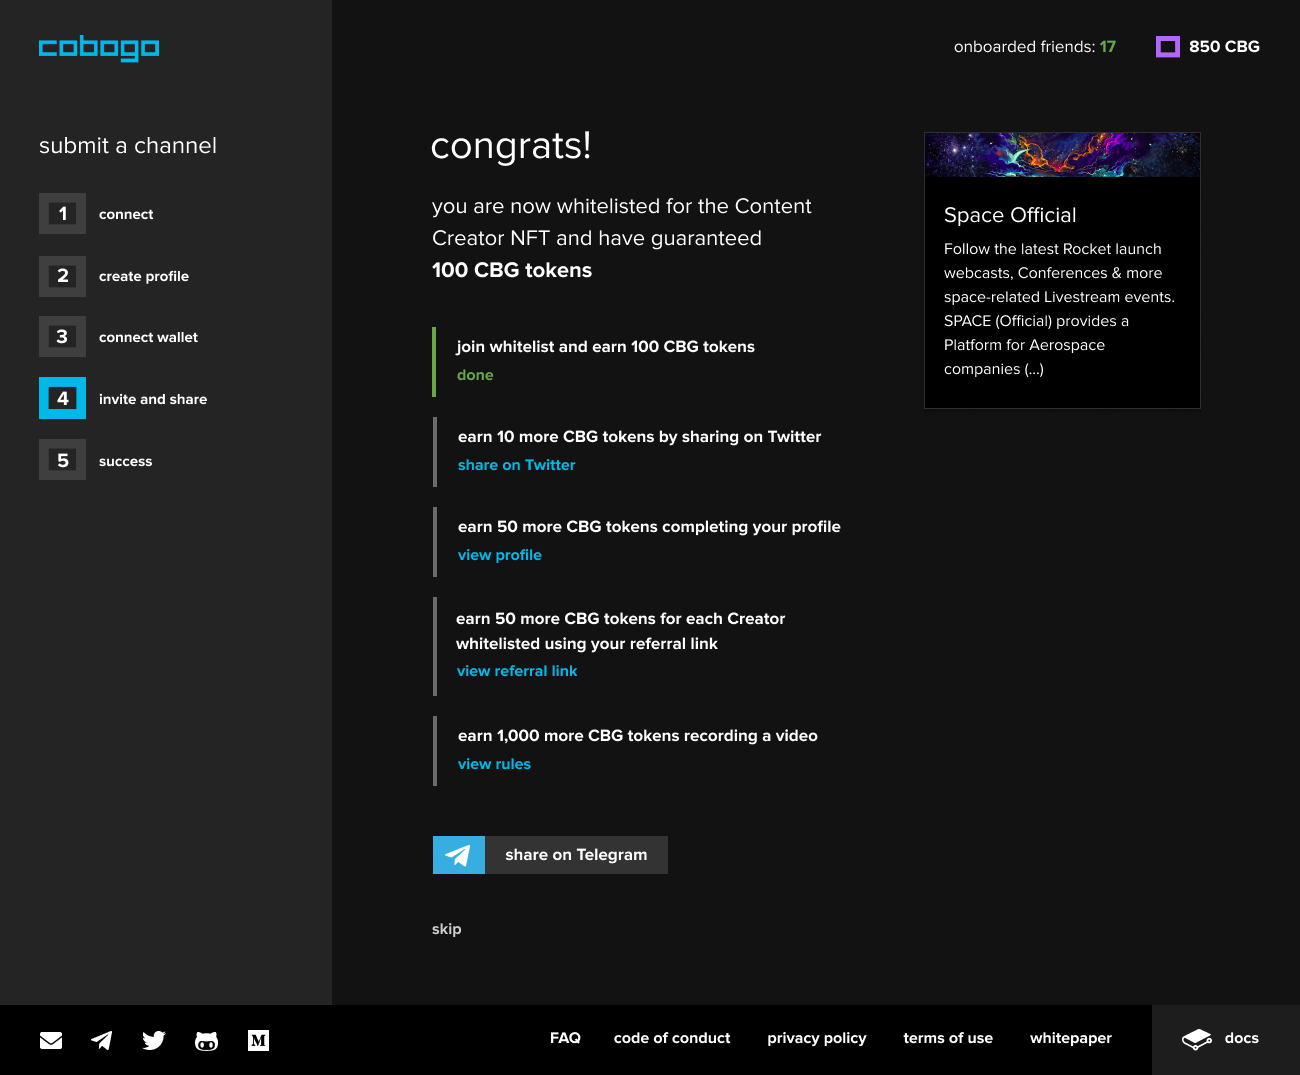 cobogo
onboarded friends: 17
850 CBG
submit a channel
1 connect
2 create profile
3 connect wallet
4 invite and share
5 success
congrats!
you are now whitelisted for the Content
Creator NFT and have guaranteed
100 CBG tokens
join whitelist and earn 100 CBG tokens
done
earn 10 more CBG tokens by sharing on Twitter
share on Twitter
earn 50 more CBG tokens completing your profile
view profile
earn 50 more CBG tokens for each Creator
whitelisted using your referral link
view referral link
earn 1,000 more CBG tokens recording a video
view rules
share on Telegram
skip
Space Official
Follow the latest Rocket launch
webcasts, Conferences & more
space-related Livestream events.
SPACE (Official) provides a
Platform for Aerospace
companies (...)
M
FAQ
code of conduct
privacy policy
terms of use
whitepaper
docs